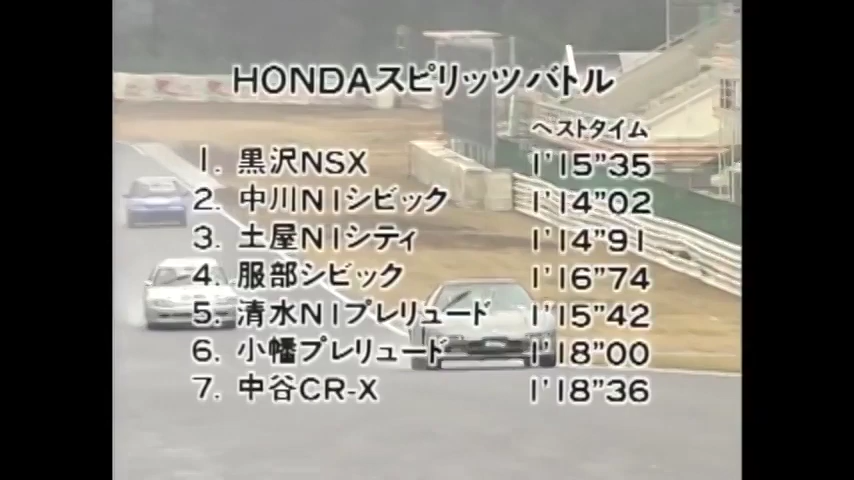 HONDAスピリッツバトル
ベストタイム
1. 黒沢NSX 1'15"35
2. 中川N1シビック 1'14"02
3. 土屋N1シティ 1'14"91
4. 服部シビック 1'16"74
5. 清水N1プレリュード 1'15"42
6. 小幡プレリュード 1'18"00
7. 中谷CR-X 1'18"36